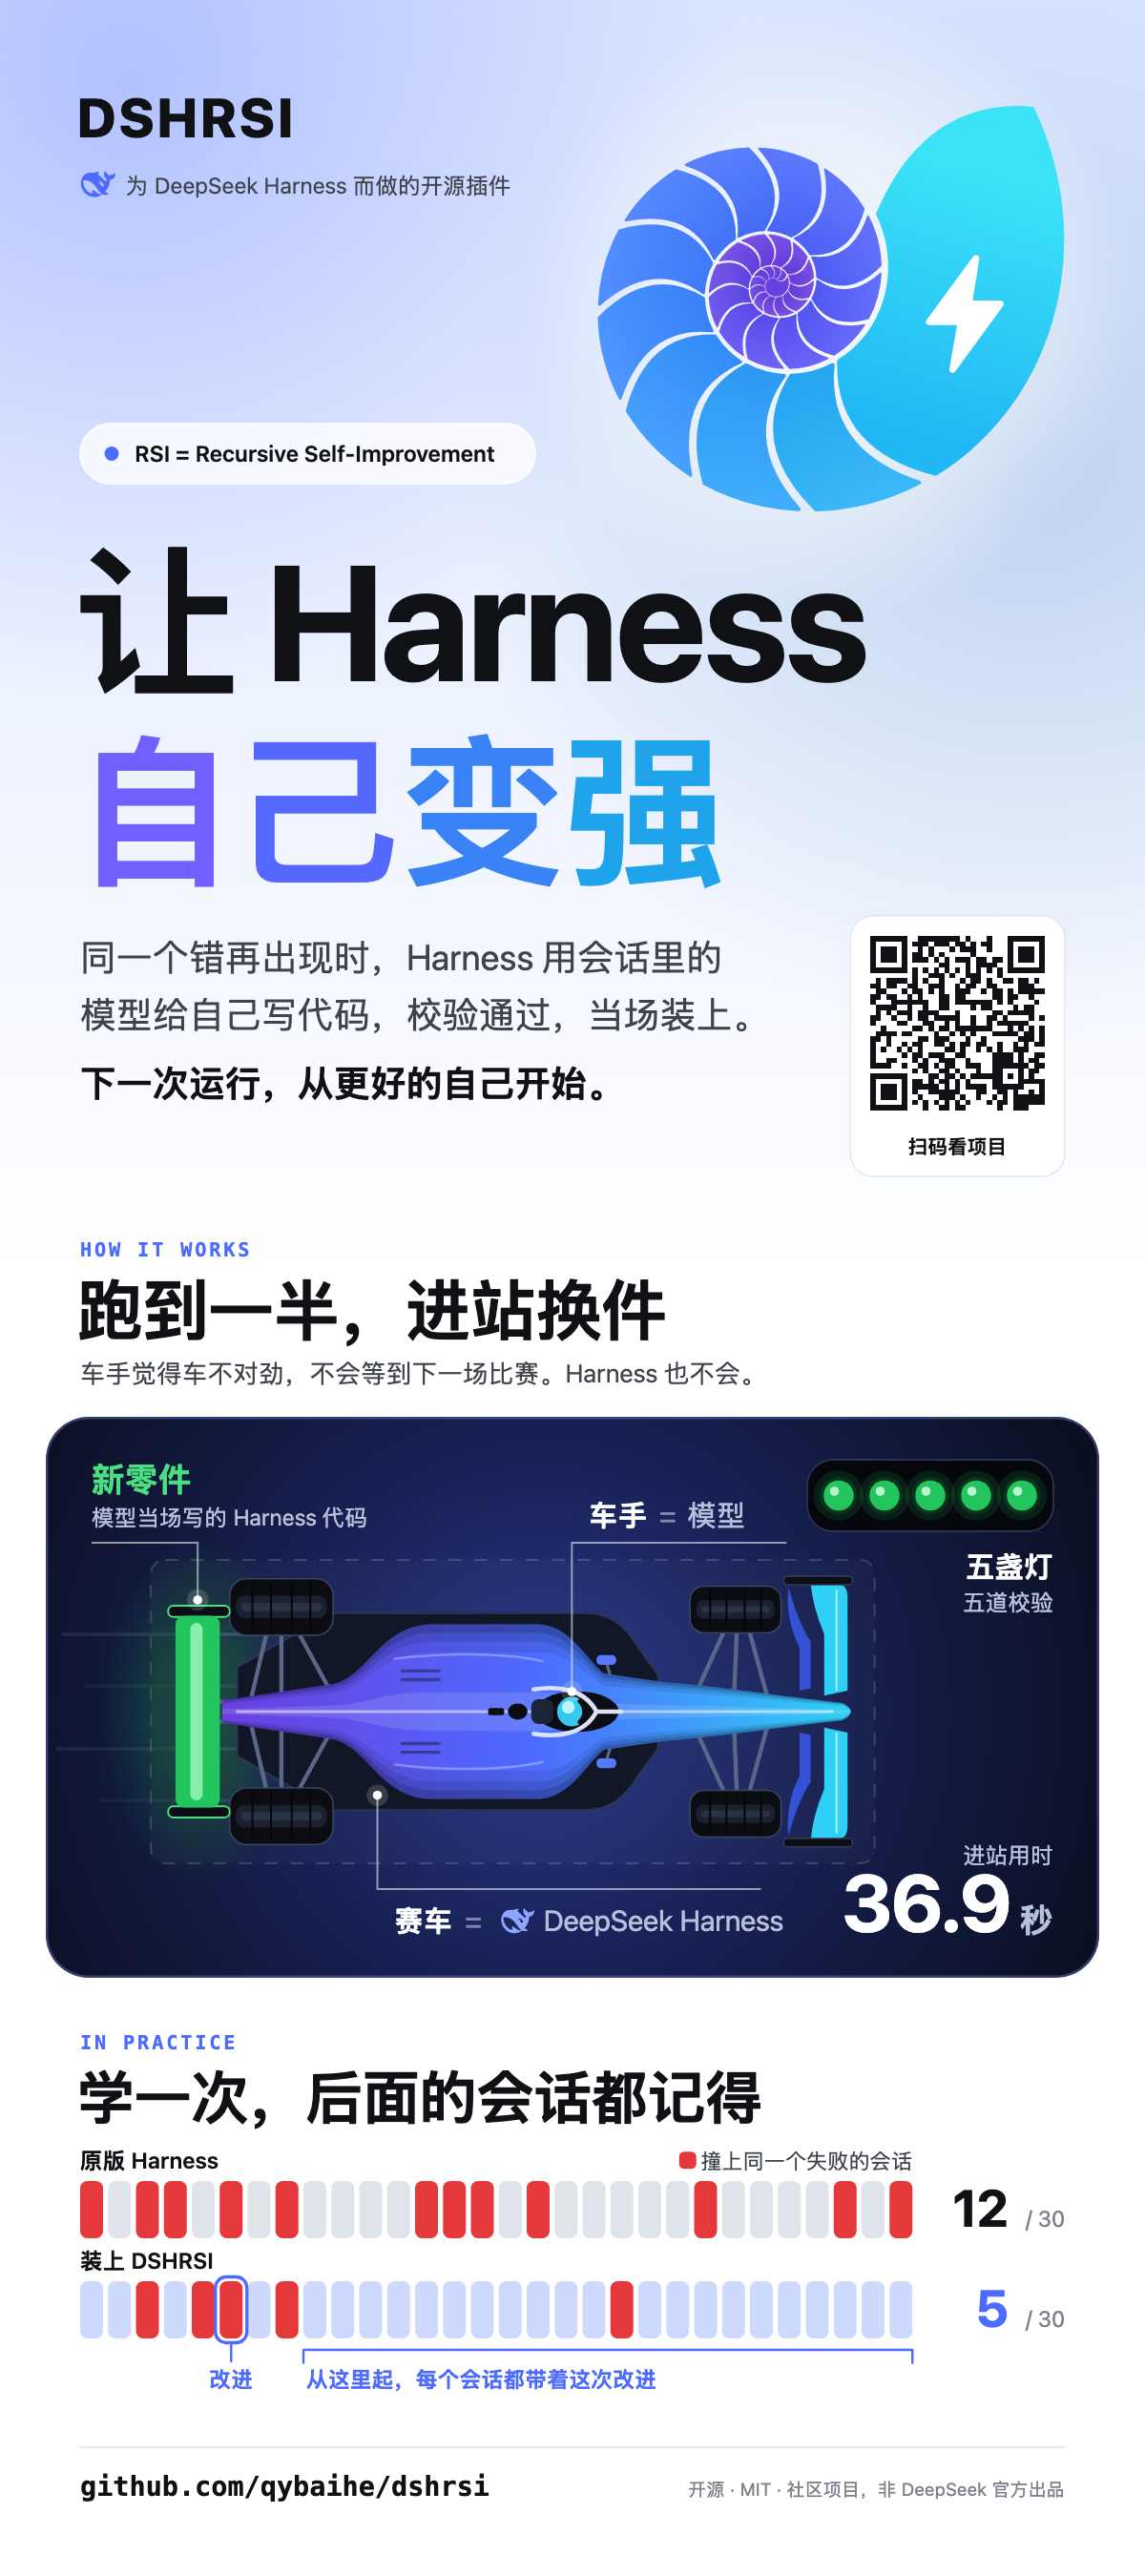 DSHRSI
为 DeepSeek Harness 而做的开源插件
RSI = Recursive Self-Improvement
让 Harness
自己变强
同一个错再出现时，Harness 用会话里的
模型给自己写代码，校验通过，当场装上。
下一次运行，从更好的自己开始。
扫码看项目
HOW IT WORKS
跑到一半，进站换件
车手觉得车不对劲，不会等到下一场比赛。Harness 也不会。
新零件
模型当场写的 Harness 代码
车手 = 模型
五盏灯
五道校验
赛车 = DeepSeek Harness
进站用时
36.9 秒
IN PRACTICE
学一次，后面的会话都记得
原版 Harness
撞上同一个失败的会话
12 / 30
装上 DSHRSI
5 / 30
改进
从这里起，每个会话都带着这次改进
github.com/qybaihe/dshrsi
开源 · MIT · 社区项目，非 DeepSeek 官方出品